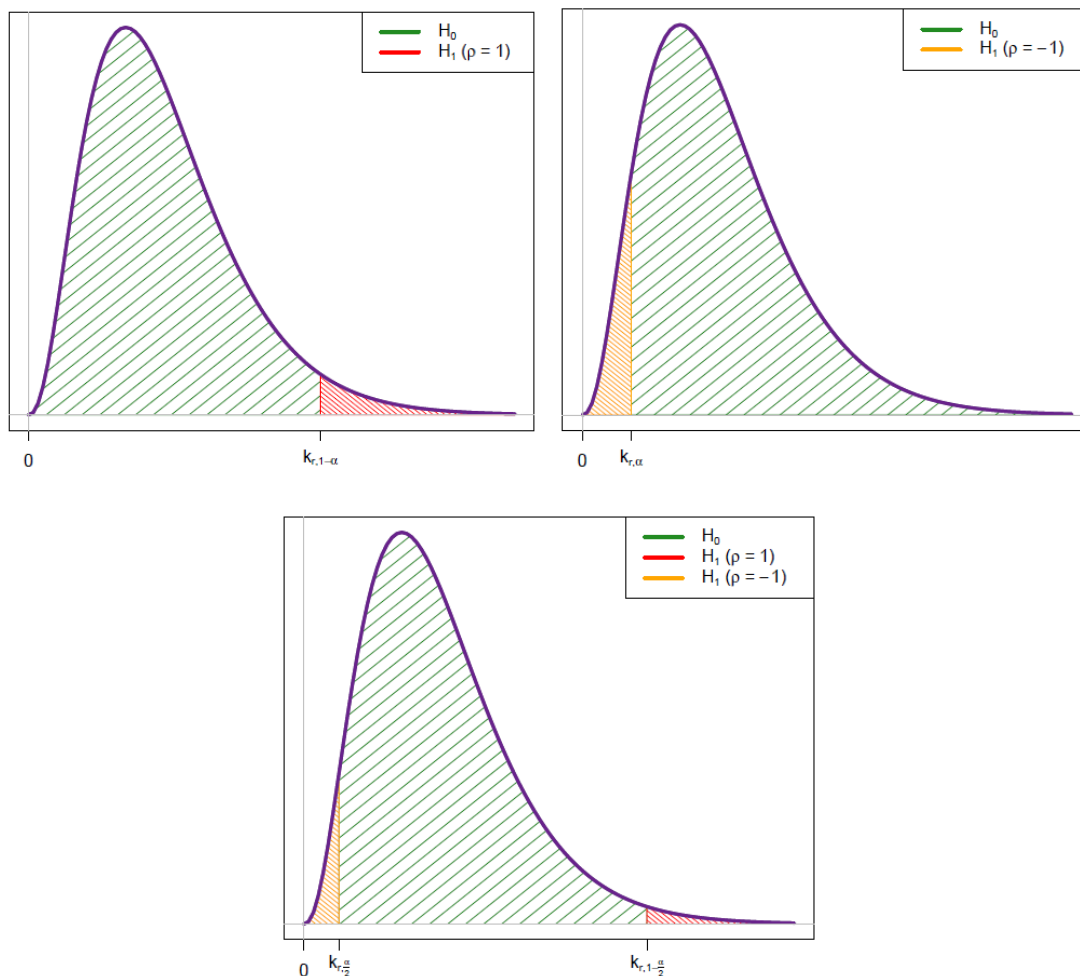 H₀
H₁ (ρ = 1)
0
kᵣ,₁₋α
H₀
H₁ (ρ = −1)
0
kᵣ,α
H₀
H₁ (ρ = 1)
H₁ (ρ = −1)
0
kᵣ,α/2
kᵣ,₁₋α/2